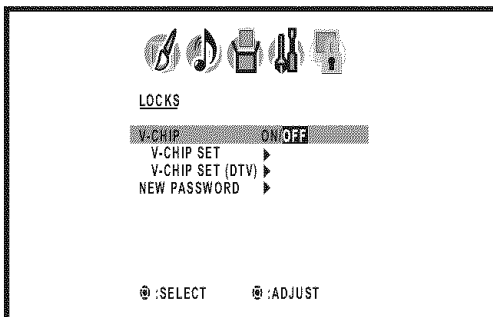 LOCKS
V-CHIP ON/OFF
V-CHIP SET
V-CHIP SET (DTV)
NEW PASSWORD
:SELECT :ADJUST